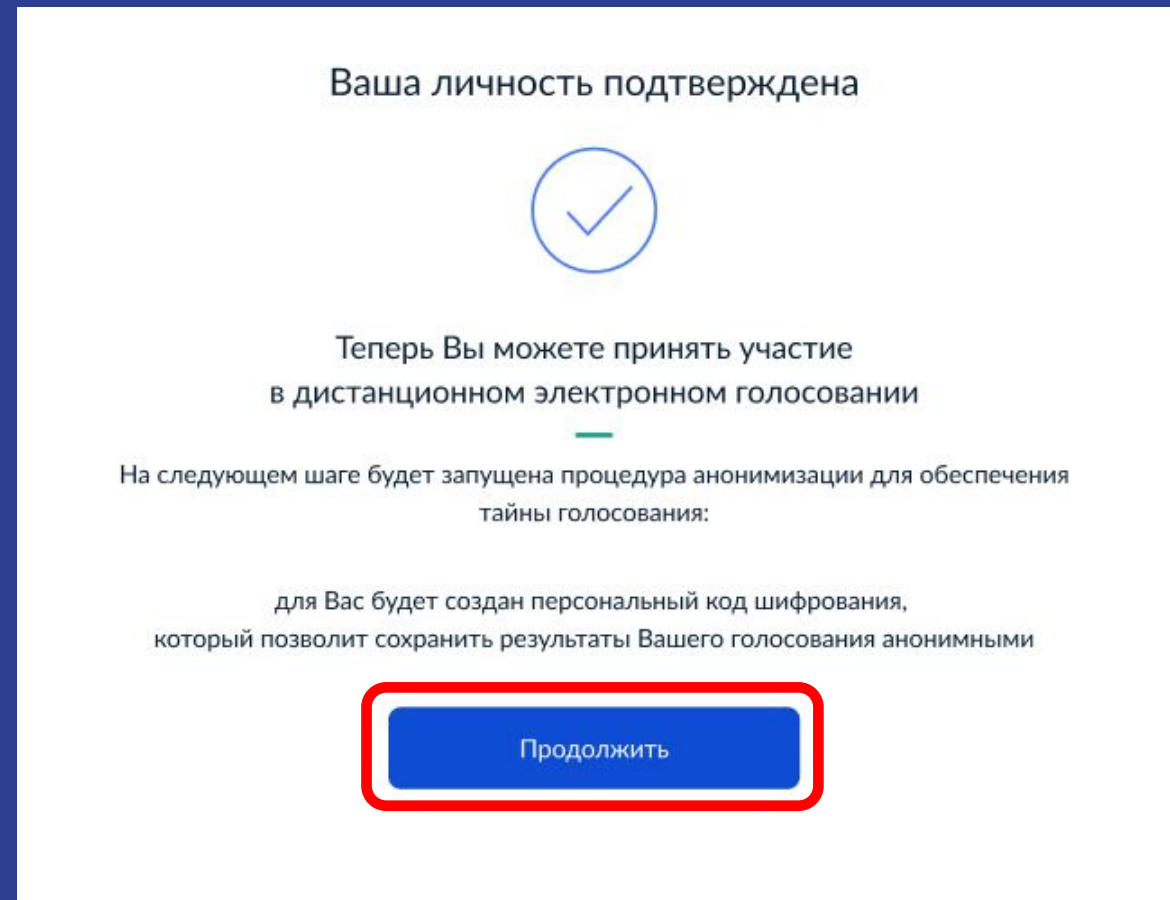 Ваша личность подтверждена
Теперь Вы можете принять участие
в дистанционном электронном голосовании
На следующем шаге будет запущена процедура анонимизации для обеспечения
тайны голосования:
для Вас будет создан персональный код шифрования,
который позволит сохранить результаты Вашего голосования анонимными
Продолжить